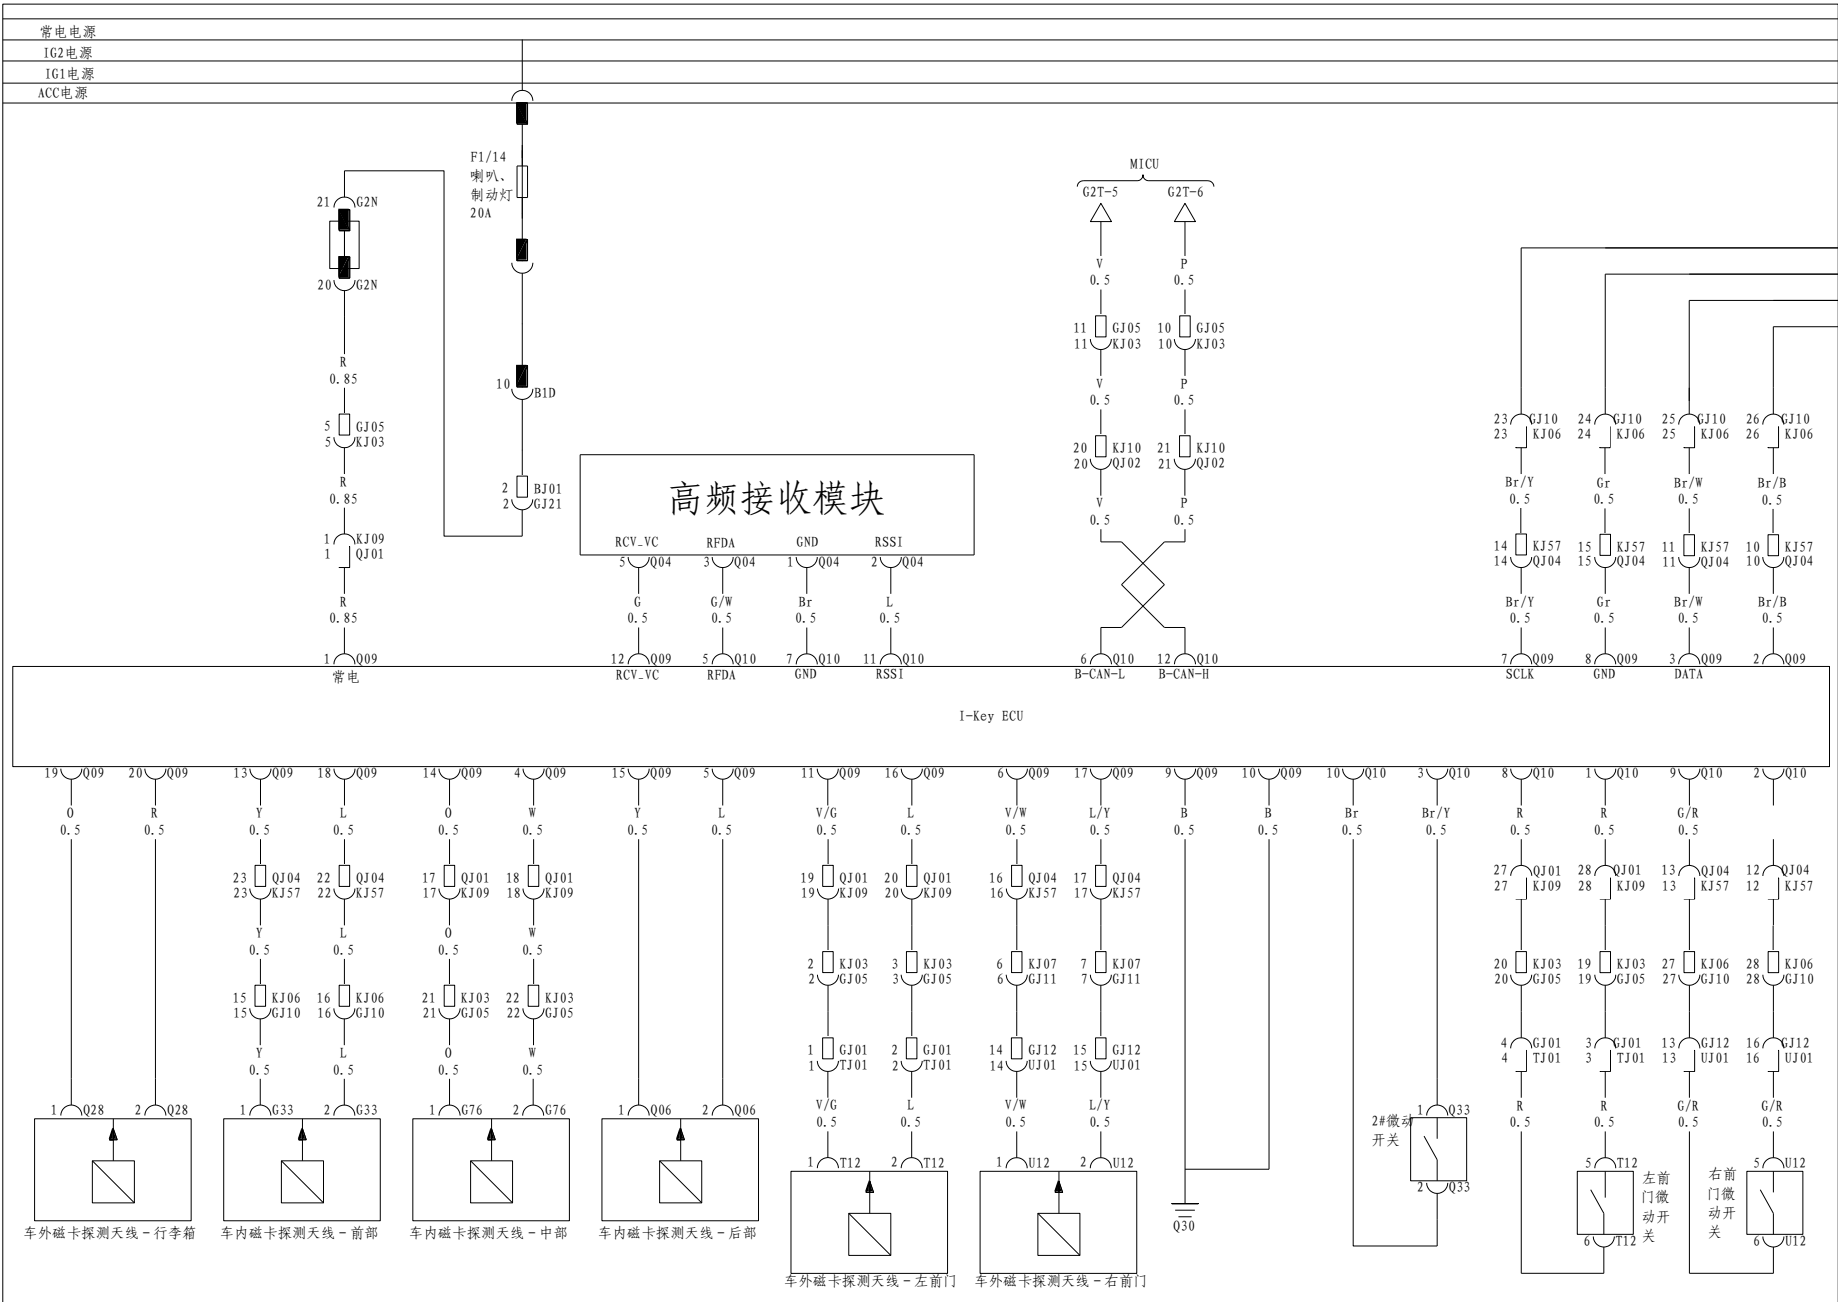 常电电源
IG2电源
IG1电源
ACC电源
F1/14
喇叭、
制动灯
20A
MICU
G2T-5 G2T-6
21 G2N
20 G2N
V P
0.5 0.5
11 GJ05 10 GJ05
11 KJ03 10 KJ03
R
0.85
V P
0.5 0.5
10 B1D
5 GJ05
5 KJ03
23 GJ10 24 GJ10 25 GJ10 26 GJ10
23 KJ06 24 KJ06 25 KJ06 26 KJ06
20 KJ10 21 KJ10
20 QJ02 21 QJ02
R
0.85
2 BJ01
2 GJ21
高频接收模块
V P
0.5 0.5
Br/Y Gr Br/W Br/B
0.5 0.5 0.5 0.5
1 KJ09
1 QJ01
RCV_VC RFDA GND RSSI
5 Q04 3 Q04 1 Q04 2 Q04
14 KJ57 15 KJ57 11 KJ57 10 KJ57
14 QJ04 15 QJ04 11 QJ04 10 QJ04
R G G/W Br L Br/Y Gr Br/W Br/B
0.85 0.5 0.5 0.5 0.5 0.5 0.5 0.5 0.5
1 Q09 12 Q09 5 Q10 7 Q10 11 Q10 6 Q10 12 Q10 7 Q09 8 Q09 3 Q09 2 Q09
常电 RCV_VC RFDA GND RSSI B-CAN-L B-CAN-H SCLK GND DATA
I-Key ECU
19 Q09 20 Q09 13 Q09 18 Q09 14 Q09 4 Q09 15 Q09 5 Q09 11 Q09 16 Q09 6 Q09 17 Q09 9 Q09 10 Q09 10 Q10 3 Q10 8 Q10 1 Q10 9 Q10 2 Q10
O R Y L O W Y L V/G L V/W L/Y B B Br Br/Y R R G/R
0.5 0.5 0.5 0.5 0.5 0.5 0.5 0.5 0.5 0.5 0.5 0.5 0.5 0.5 0.5 0.5 0.5 0.5 0.5 0.5
23 QJ04 22 QJ04 17 QJ01 18 QJ01 19 QJ01 20 QJ01 16 QJ04 17 QJ04 27 QJ01 28 QJ01 13 QJ04 12 QJ04
23 KJ57 22 KJ57 17 KJ09 18 KJ09 19 KJ09 20 KJ09 16 KJ57 17 KJ57 27 KJ09 28 KJ09 13 KJ57 12 KJ57
Y L O W
0.5 0.5 0.5 0.5
2 KJ03 3 KJ03 6 KJ07 7 KJ07 20 KJ03 19 KJ03 27 KJ06 28 KJ06
2 GJ05 3 GJ05 6 GJ11 7 GJ11 20 GJ05 19 GJ05 27 GJ10 28 GJ10
15 KJ06 16 KJ06 21 KJ03 22 KJ03
15 GJ10 16 GJ10 21 GJ05 22 GJ05
1 GJ01 2 GJ01 14 GJ12 15 GJ12 4 GJ01 3 GJ01 13 GJ12 16 GJ12
1 TJ01 2 TJ01 14 UJ01 15 UJ01 4 TJ01 3 TJ01 13 UJ01 16 UJ01
Y L O W
0.5 0.5 0.5 0.5
1 Q28 2 Q28 1 G33 2 G33 1 G76 2 G76 1 Q06 2 Q06 1 Q33
V/G L V/W L/Y R R G/R G/R
0.5 0.5 0.5 0.5 0.5 0.5 0.5 0.5
2#微动
开关
1 T12 2 T12 1 U12 2 U12 5 T12 5 U12
2 Q33
左前
门微
动开
关
右前
门微
动开
关
Q30
6 T12 6 U12
车外磁卡探测天线-行李箱 车内磁卡探测天线-前部 车内磁卡探测天线-中部 车内磁卡探测天线-后部
车外磁卡探测天线-左前门 车外磁卡探测天线-右前门